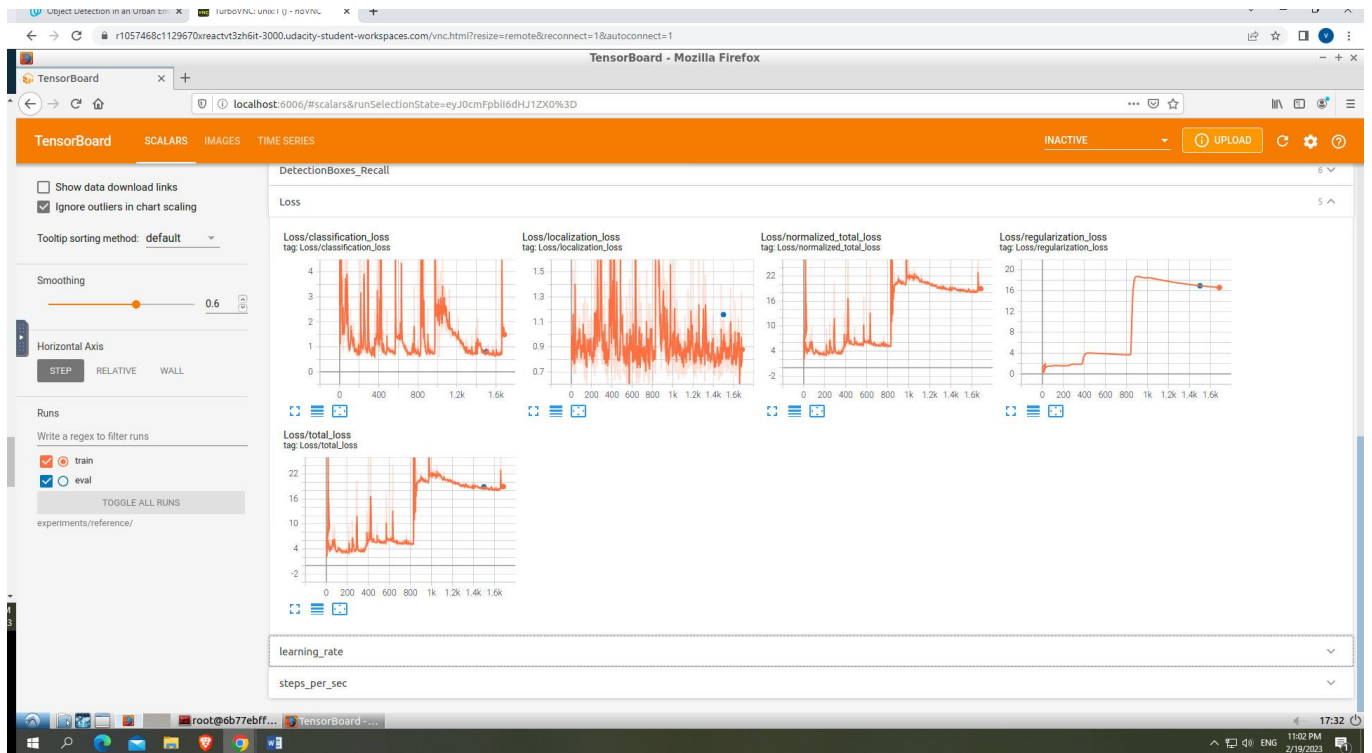 Object Detection in an Urban En
TurboVNC: unix:1 () - noVNC
r1057468c1129670xreactvt3zh6it-3000.udacity-student-workspaces.com/vnc.html?resize=remote&reconnect=1&autoconnect=1
V
TensorBoard - Mozilla Firefox
TensorBoard
localhost:6006/#scalars&runSelectionState=eyJ0cmFpbiI6dHJ1ZX0%3D
TensorBoard SCALARS IMAGES TIME SERIES INACTIVE UPLOAD
Show data download links
Ignore outliers in chart scaling
Tooltip sorting method: default
Smoothing
0.6
Horizontal Axis
STEP RELATIVE WALL
Runs
Write a regex to filter runs
train
eval
TOGGLE ALL RUNS
experiments/reference/
DetectionBoxes_Recall 6
Loss 5
Loss/classification_loss
tag: Loss/classification_loss
4
3
2
1
0
0 400 800 1.2k 1.6k
Loss/localization_loss
tag: Loss/localization_loss
1.5
1.3
1.1
0.9
0.7
0 200 400 600 800 1k 1.2k 1.4k 1.6k
Loss/normalized_total_loss
tag: Loss/normalized_total_loss
22
16
10
4
-2
0 200 400 600 800 1k 1.2k 1.4k 1.6k
Loss/regularization_loss
tag: Loss/regularization_loss
20
16
12
8
4
0
0 200 400 600 800 1k 1.2k 1.4k 1.6k
Loss/total_loss
tag: Loss/total_loss
22
16
10
4
-2
0 200 400 600 800 1k 1.2k 1.4k 1.6k
learning_rate
steps_per_sec
root@6b77ebff... TensorBoard - ... 17:32
ENG 11:02 PM
2/19/2023